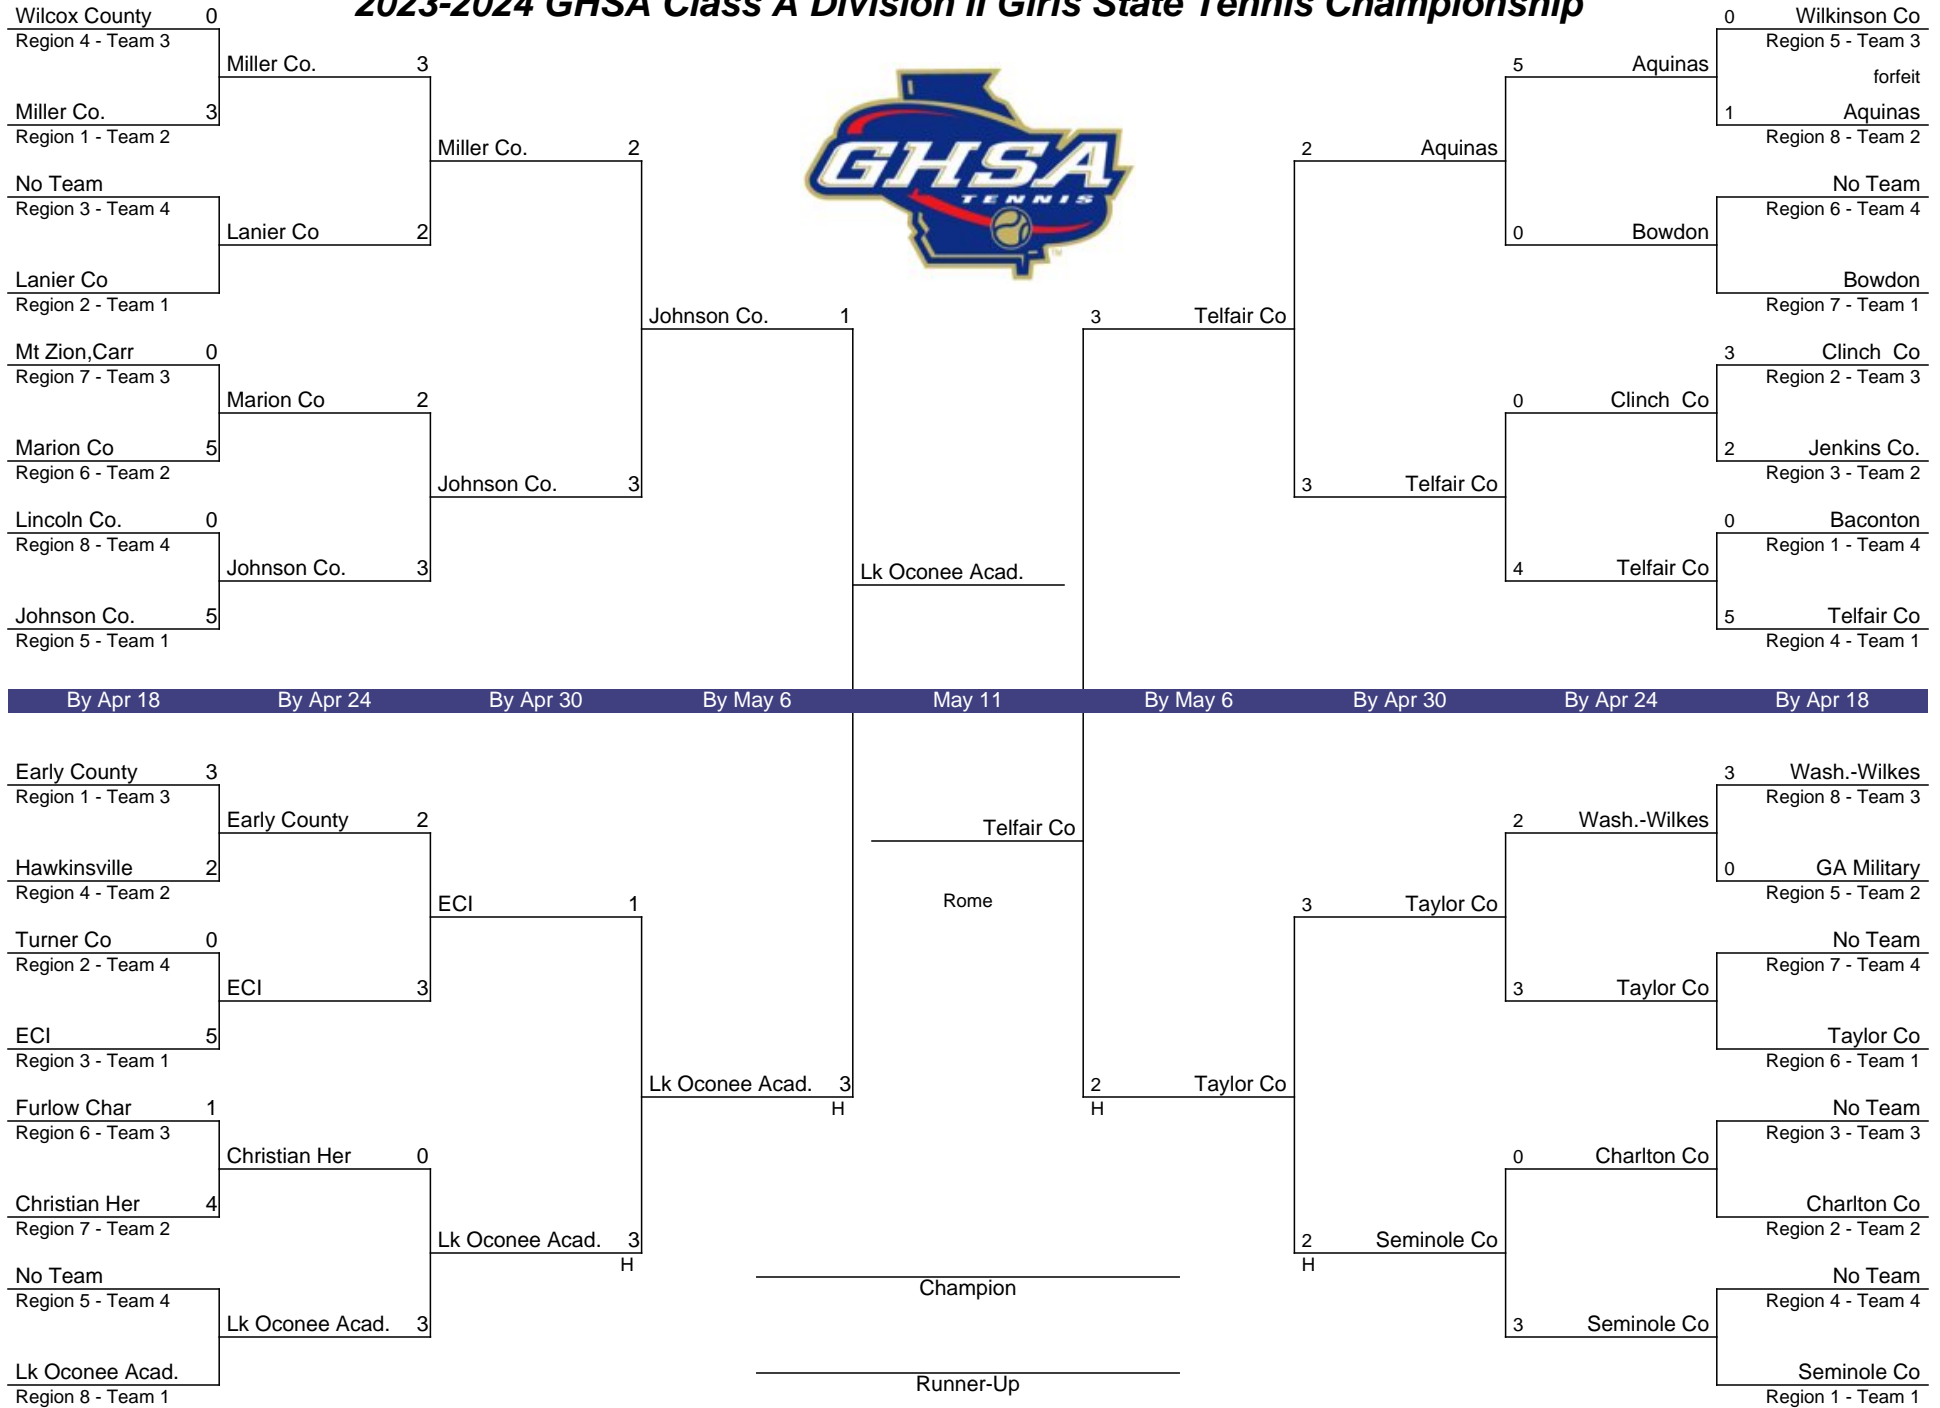 2023-2024 GHSA Class A Division II Girls State Tennis Championship
Wilcox County 0
Region 4 - Team 3
Miller Co. 3
Miller Co. 3
Region 1 - Team 2
Miller Co. 2
No Team
Region 3 - Team 4
Lanier Co 2
Lanier Co
Region 2 - Team 1
Johnson Co. 1
Mt Zion,Carr 0
Region 7 - Team 3
Marion Co 2
Marion Co 5
Region 6 - Team 2
Johnson Co. 3
Lincoln Co. 0
Region 8 - Team 4
Johnson Co. 3
Johnson Co. 5
Region 5 - Team 1
Lk Oconee Acad.
GHSA
TENNIS
TM
0 Wilkinson Co
Region 5 - Team 3
5 Aquinas
forfeit
1 Aquinas
Region 8 - Team 2
2 Aquinas
No Team
Region 6 - Team 4
0 Bowdon
Bowdon
Region 7 - Team 1
3 Telfair Co
3 Clinch  Co
Region 2 - Team 3
0 Clinch  Co
2 Jenkins Co.
Region 3 - Team 2
3 Telfair Co
0 Baconton
Region 1 - Team 4
4 Telfair Co
5 Telfair Co
Region 4 - Team 1
By Apr 18 By Apr 24 By Apr 30 By May 6 May 11 By May 6 By Apr 30 By Apr 24 By Apr 18
Early County 3
Region 1 - Team 3
Early County 2
Hawkinsville 2
Region 4 - Team 2
ECI 1
Turner Co 0
Region 2 - Team 4
ECI 3
ECI 5
Region 3 - Team 1
Lk Oconee Acad. 3
H
Furlow Char 1
Region 6 - Team 3
Christian Her 0
Christian Her 4
Region 7 - Team 2
Lk Oconee Acad. 3
H
No Team
Region 5 - Team 4
Lk Oconee Acad. 3
Lk Oconee Acad.
Region 8 - Team 1
Telfair Co
Rome
Champion
Runner-Up
3 Wash.-Wilkes
Region 8 - Team 3
2 Wash.-Wilkes
0 GA Military
Region 5 - Team 2
3 Taylor Co
No Team
Region 7 - Team 4
3 Taylor Co
Taylor Co
Region 6 - Team 1
2 Taylor Co
H
No Team
Region 3 - Team 3
0 Charlton Co
Charlton Co
Region 2 - Team 2
2 Seminole Co
H
No Team
Region 4 - Team 4
3 Seminole Co
Seminole Co
Region 1 - Team 1